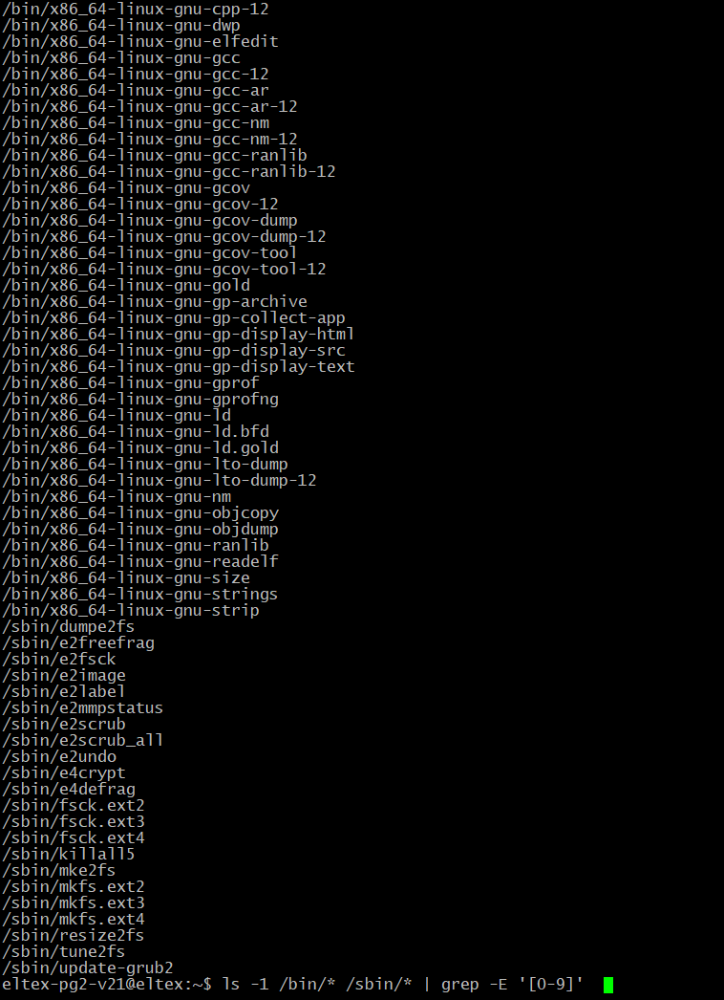 /bin/x86_64-linux-gnu-cpp-12
/bin/x86_64-linux-gnu-dwp
/bin/x86_64-linux-gnu-elfedit
/bin/x86_64-linux-gnu-gcc
/bin/x86_64-linux-gnu-gcc-12
/bin/x86_64-linux-gnu-gcc-ar
/bin/x86_64-linux-gnu-gcc-ar-12
/bin/x86_64-linux-gnu-gcc-nm
/bin/x86_64-linux-gnu-gcc-nm-12
/bin/x86_64-linux-gnu-gcc-ranlib
/bin/x86_64-linux-gnu-gcc-ranlib-12
/bin/x86_64-linux-gnu-gcov
/bin/x86_64-linux-gnu-gcov-12
/bin/x86_64-linux-gnu-gcov-dump
/bin/x86_64-linux-gnu-gcov-dump-12
/bin/x86_64-linux-gnu-gcov-tool
/bin/x86_64-linux-gnu-gcov-tool-12
/bin/x86_64-linux-gnu-gold
/bin/x86_64-linux-gnu-gp-archive
/bin/x86_64-linux-gnu-gp-collect-app
/bin/x86_64-linux-gnu-gp-display-html
/bin/x86_64-linux-gnu-gp-display-src
/bin/x86_64-linux-gnu-gp-display-text
/bin/x86_64-linux-gnu-gprof
/bin/x86_64-linux-gnu-gprofng
/bin/x86_64-linux-gnu-ld
/bin/x86_64-linux-gnu-ld.bfd
/bin/x86_64-linux-gnu-ld.gold
/bin/x86_64-linux-gnu-lto-dump
/bin/x86_64-linux-gnu-lto-dump-12
/bin/x86_64-linux-gnu-nm
/bin/x86_64-linux-gnu-objcopy
/bin/x86_64-linux-gnu-objdump
/bin/x86_64-linux-gnu-ranlib
/bin/x86_64-linux-gnu-readelf
/bin/x86_64-linux-gnu-size
/bin/x86_64-linux-gnu-strings
/bin/x86_64-linux-gnu-strip
/sbin/dumpe2fs
/sbin/e2freefrag
/sbin/e2fsck
/sbin/e2image
/sbin/e2label
/sbin/e2mmpstatus
/sbin/e2scrub
/sbin/e2scrub_all
/sbin/e2undo
/sbin/e4crypt
/sbin/e4defrag
/sbin/fsck.ext2
/sbin/fsck.ext3
/sbin/fsck.ext4
/sbin/killall5
/sbin/mke2fs
/sbin/mkfs.ext2
/sbin/mkfs.ext3
/sbin/mkfs.ext4
/sbin/resize2fs
/sbin/tune2fs
/sbin/update-grub2
eltex-pg2-v21@eltex:~$ ls -1 /bin/* /sbin/* | grep -E '[0-9]'